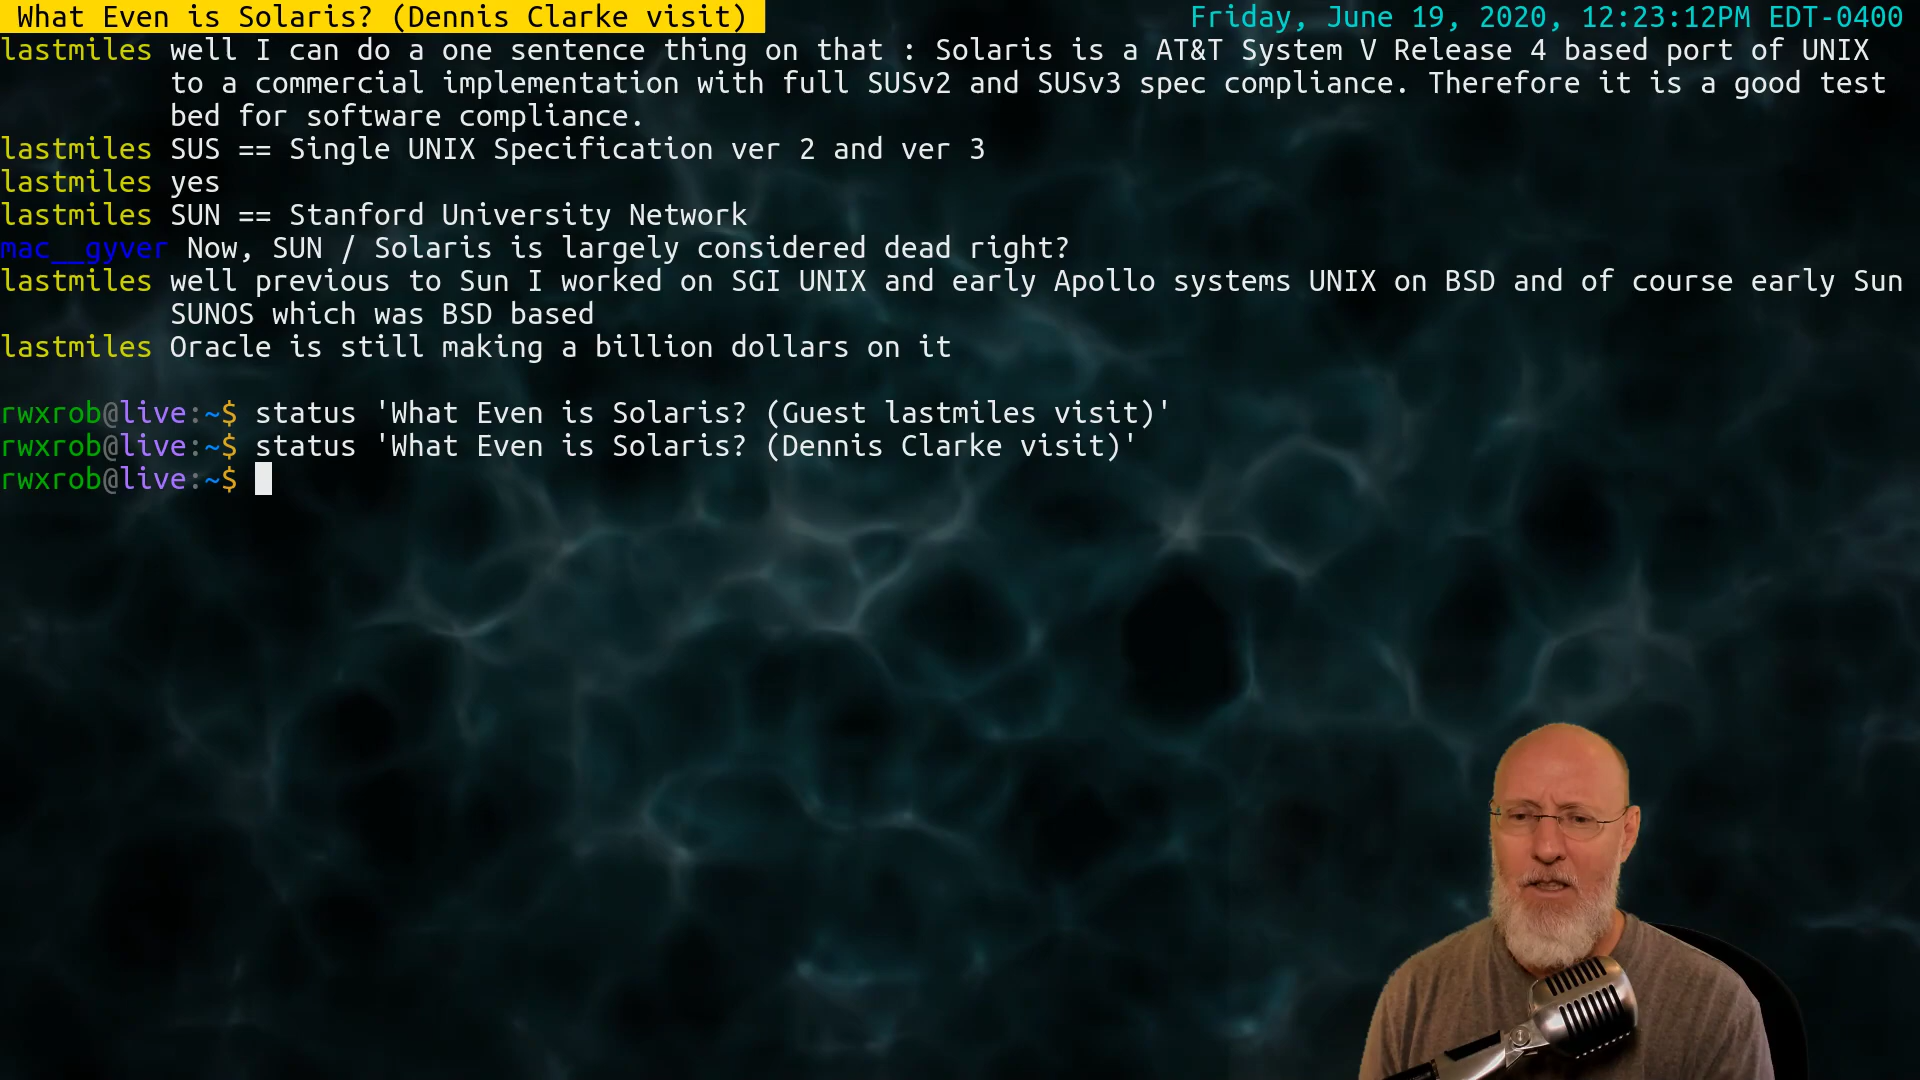 What Even is Solaris? (Dennis Clarke visit)
Friday, June 19, 2020, 12:23:12PM EDT-0400
lastmiles well I can do a one sentence thing on that : Solaris is a AT&T System V Release 4 based port of UNIX
to a commercial implementation with full SUSv2 and SUSv3 spec compliance. Therefore it is a good test
bed for software compliance.
lastmiles SUS == Single UNIX Specification ver 2 and ver 3
lastmiles yes
lastmiles SUN == Stanford University Network
mac__gyver Now, SUN / Solaris is largely considered dead right?
lastmiles well previous to Sun I worked on SGI UNIX and early Apollo systems UNIX on BSD and of course early Sun
SUNOS which was BSD based
lastmiles Oracle is still making a billion dollars on it
rwxrob@live:~$ status 'What Even is Solaris? (Guest lastmiles visit)'
rwxrob@live:~$ status 'What Even is Solaris? (Dennis Clarke visit)'
rwxrob@live:~$